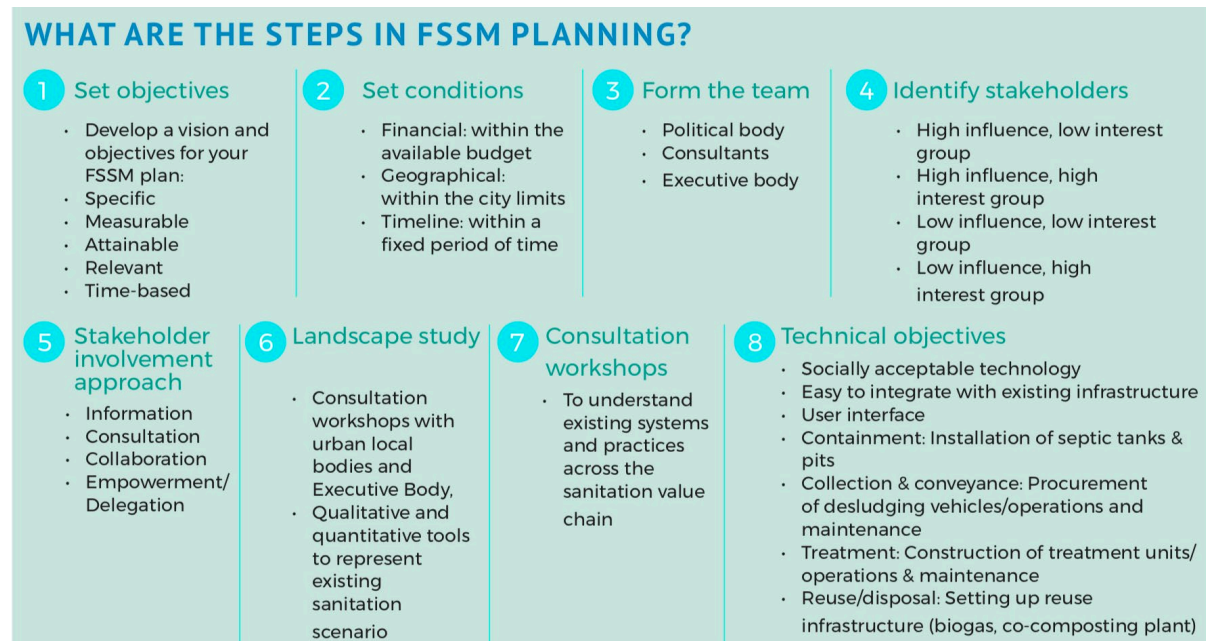 WHAT ARE THE STEPS IN FSSM PLANNING?
1 Set objectives
• Develop a vision and
objectives for your
FSSM plan:
• Specific
• Measurable
• Attainable
• Relevant
• Time-based
2 Set conditions
• Financial: within the
available budget
• Geographical:
within the city limits
• Timeline: within a
fixed period of time
3 Form the team
• Political body
• Consultants
• Executive body
4 Identify stakeholders
• High influence, low interest
group
• High influence, high
interest group
• Low influence, low interest
group
• Low influence, high
interest group
5 Stakeholder
involvement
approach
• Information
• Consultation
• Collaboration
• Empowerment/
Delegation
6 Landscape study
• Consultation
workshops with
urban local
bodies and
Executive Body,
• Qualitative and
quantitative tools
to represent
existing
sanitation
scenario
7 Consultation
workshops
• To understand
existing systems
and practices
across the
sanitation value
chain
8 Technical objectives
• Socially acceptable technology
• Easy to integrate with existing infrastructure
• User interface
• Containment: Installation of septic tanks &
pits
• Collection & conveyance: Procurement
of desludging vehicles/operations and
maintenance
• Treatment: Construction of treatment units/
operations & maintenance
• Reuse/disposal: Setting up reuse
infrastructure (biogas, co-composting plant)